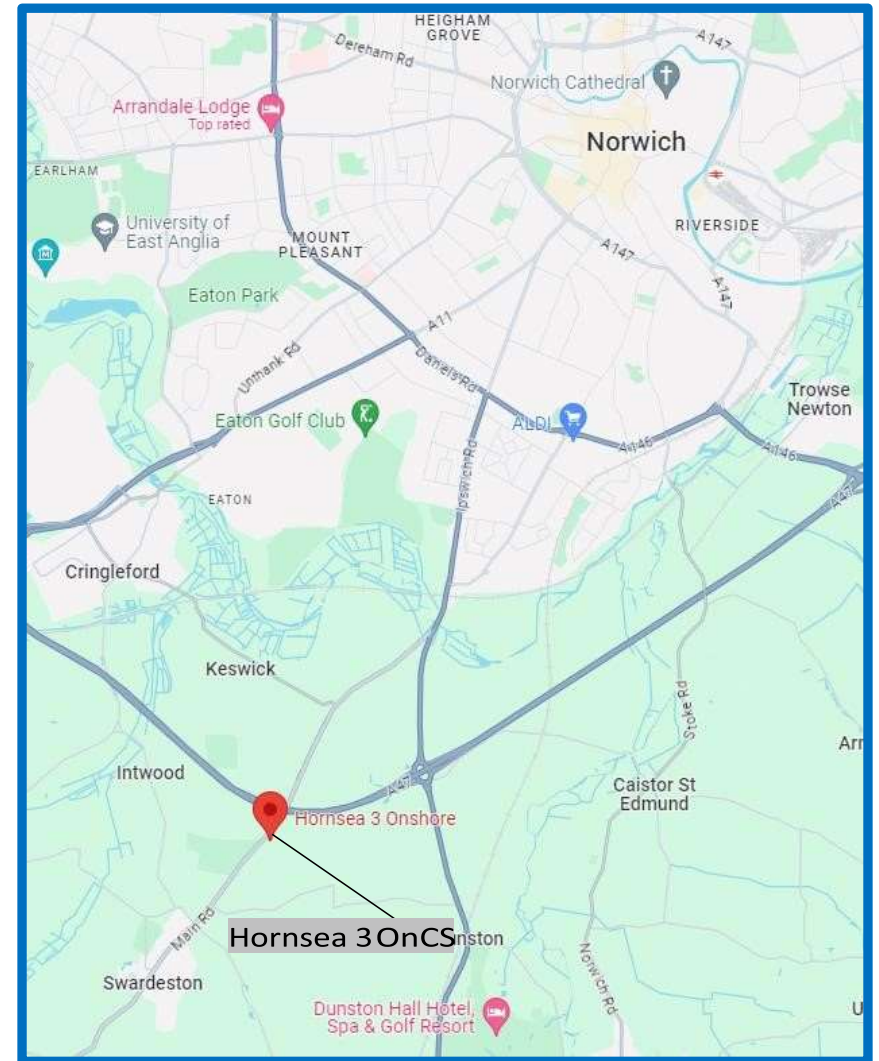 HEIGHAM
GROVE
A147
Dereham Rd
Norwich Cathedral
Arrandale Lodge
Top rated
Norwich
EARLHAM
University of
East Anglia
MOUNT
PLEASANT
RIVERSIDE
A147
A147
Eaton Park
A11
Unthank Rd
Daniels Rd
Trowse
Newton
Eaton Golf Club
ALDI
A146
A146
Ipswich Rd
A47
EATON
Cringleford
Keswick
Stoke Rd
Arr
Intwood
A47
Caistor St
Edmund
Hornsea 3 Onshore
Main Rd
Hornsea 3 OnCS
nston
Norwich Rd
Swardeston
Dunston Hall Hotel,
Spa & Golf Resort
U